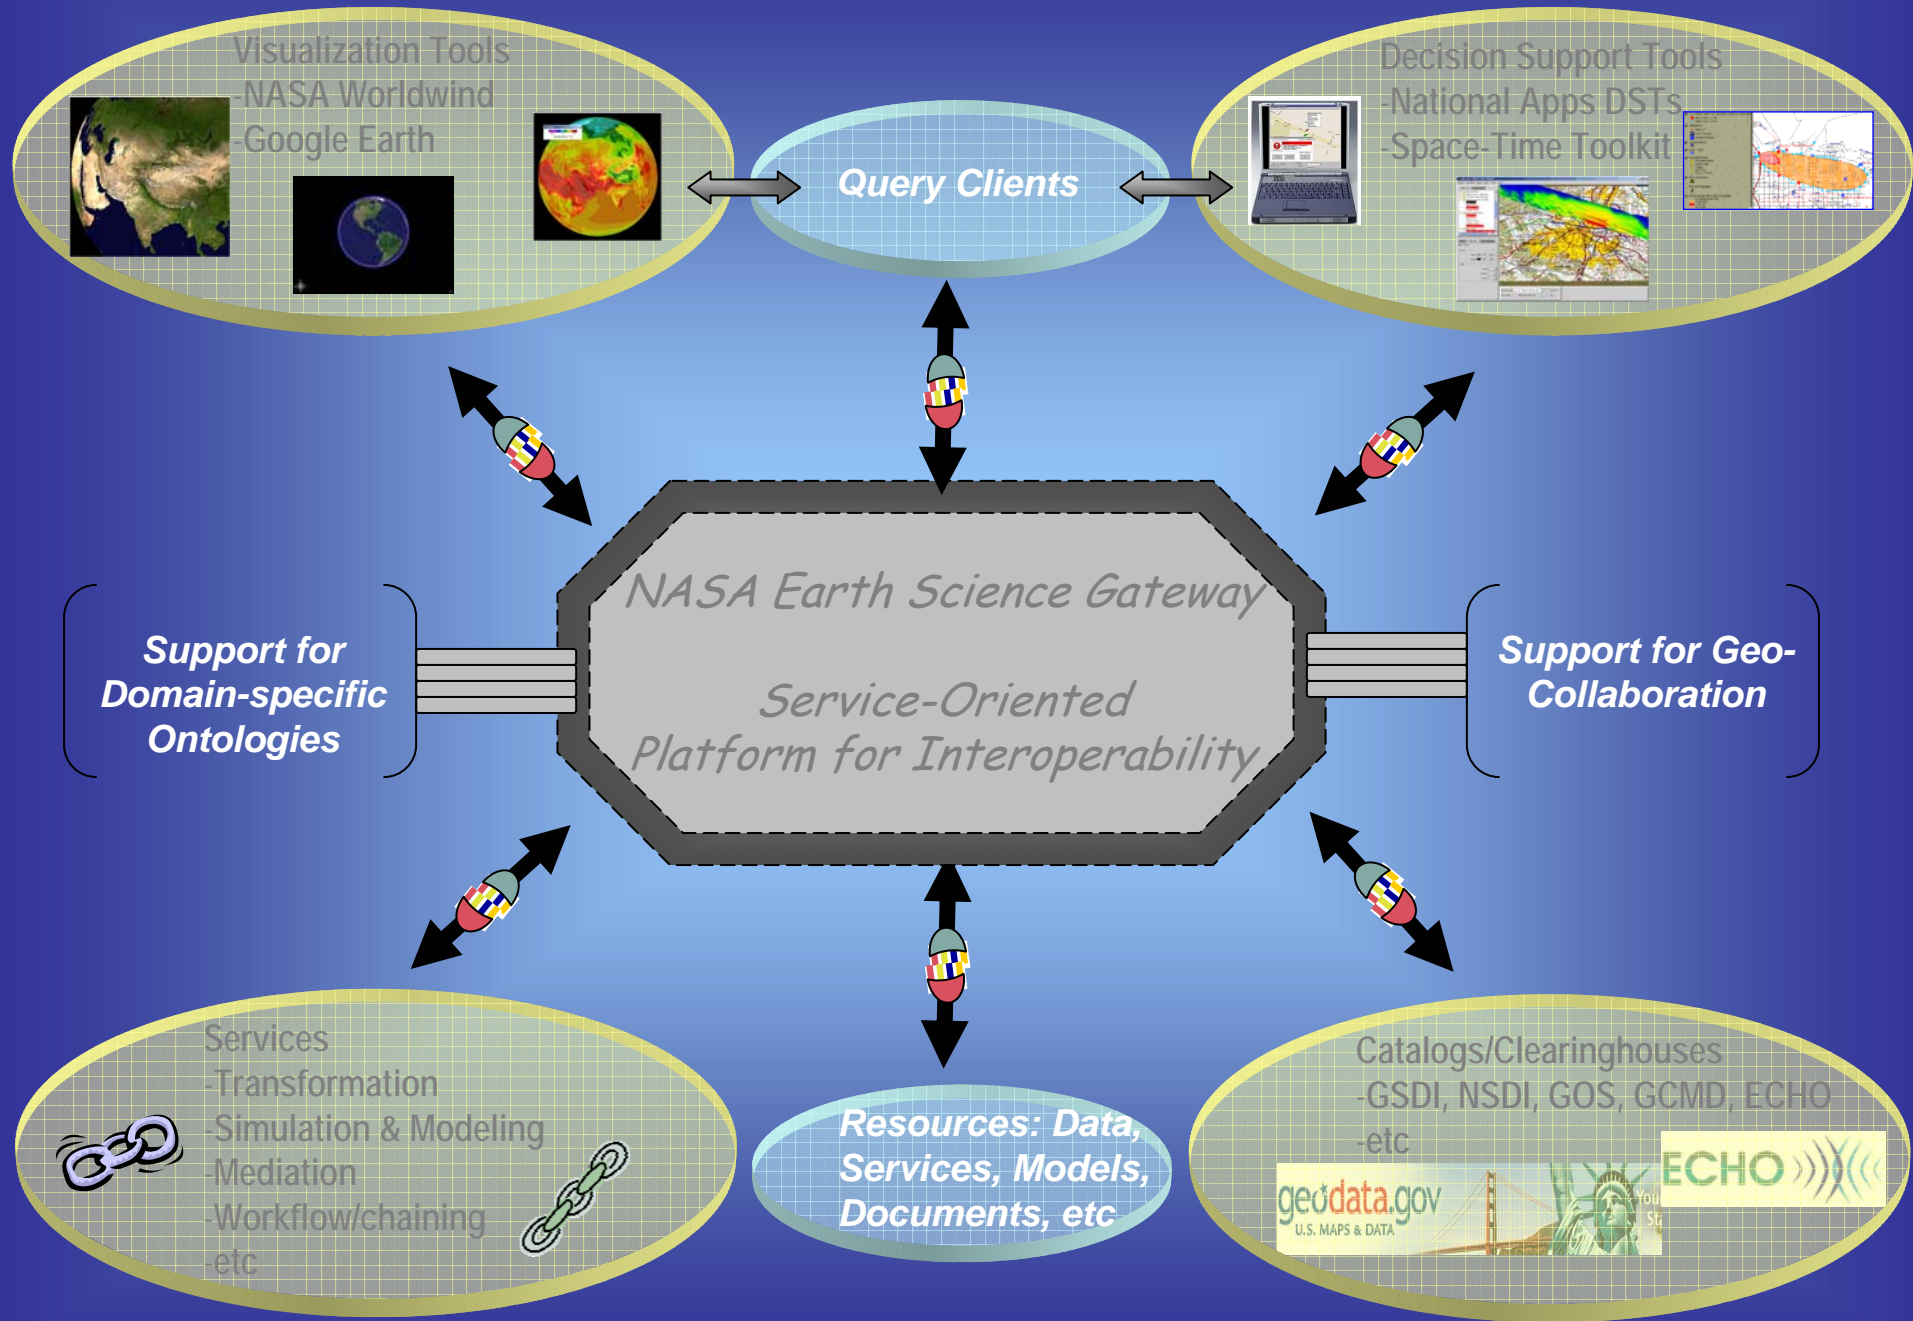 Visualization Tools
-NASA Worldwind
-Google Earth
Query Clients
Decision Support Tools
-National Apps DSTs
-Space-Time Toolkit
NASA Earth Science Gateway
Service-Oriented
Platform for Interoperability
Support for
Domain-specific
Ontologies
Support for Geo-
Collaboration
Services
-Transformation
-Simulation & Modeling
-Mediation
-Workflow/chaining
-etc
Resources: Data,
Services, Models,
Documents, etc
Catalogs/Clearinghouses
-GSDI, NSDI, GOS, GCMD, ECHO
-etc
geodata.gov
U.S. MAPS & DATA
You
St
ECHO